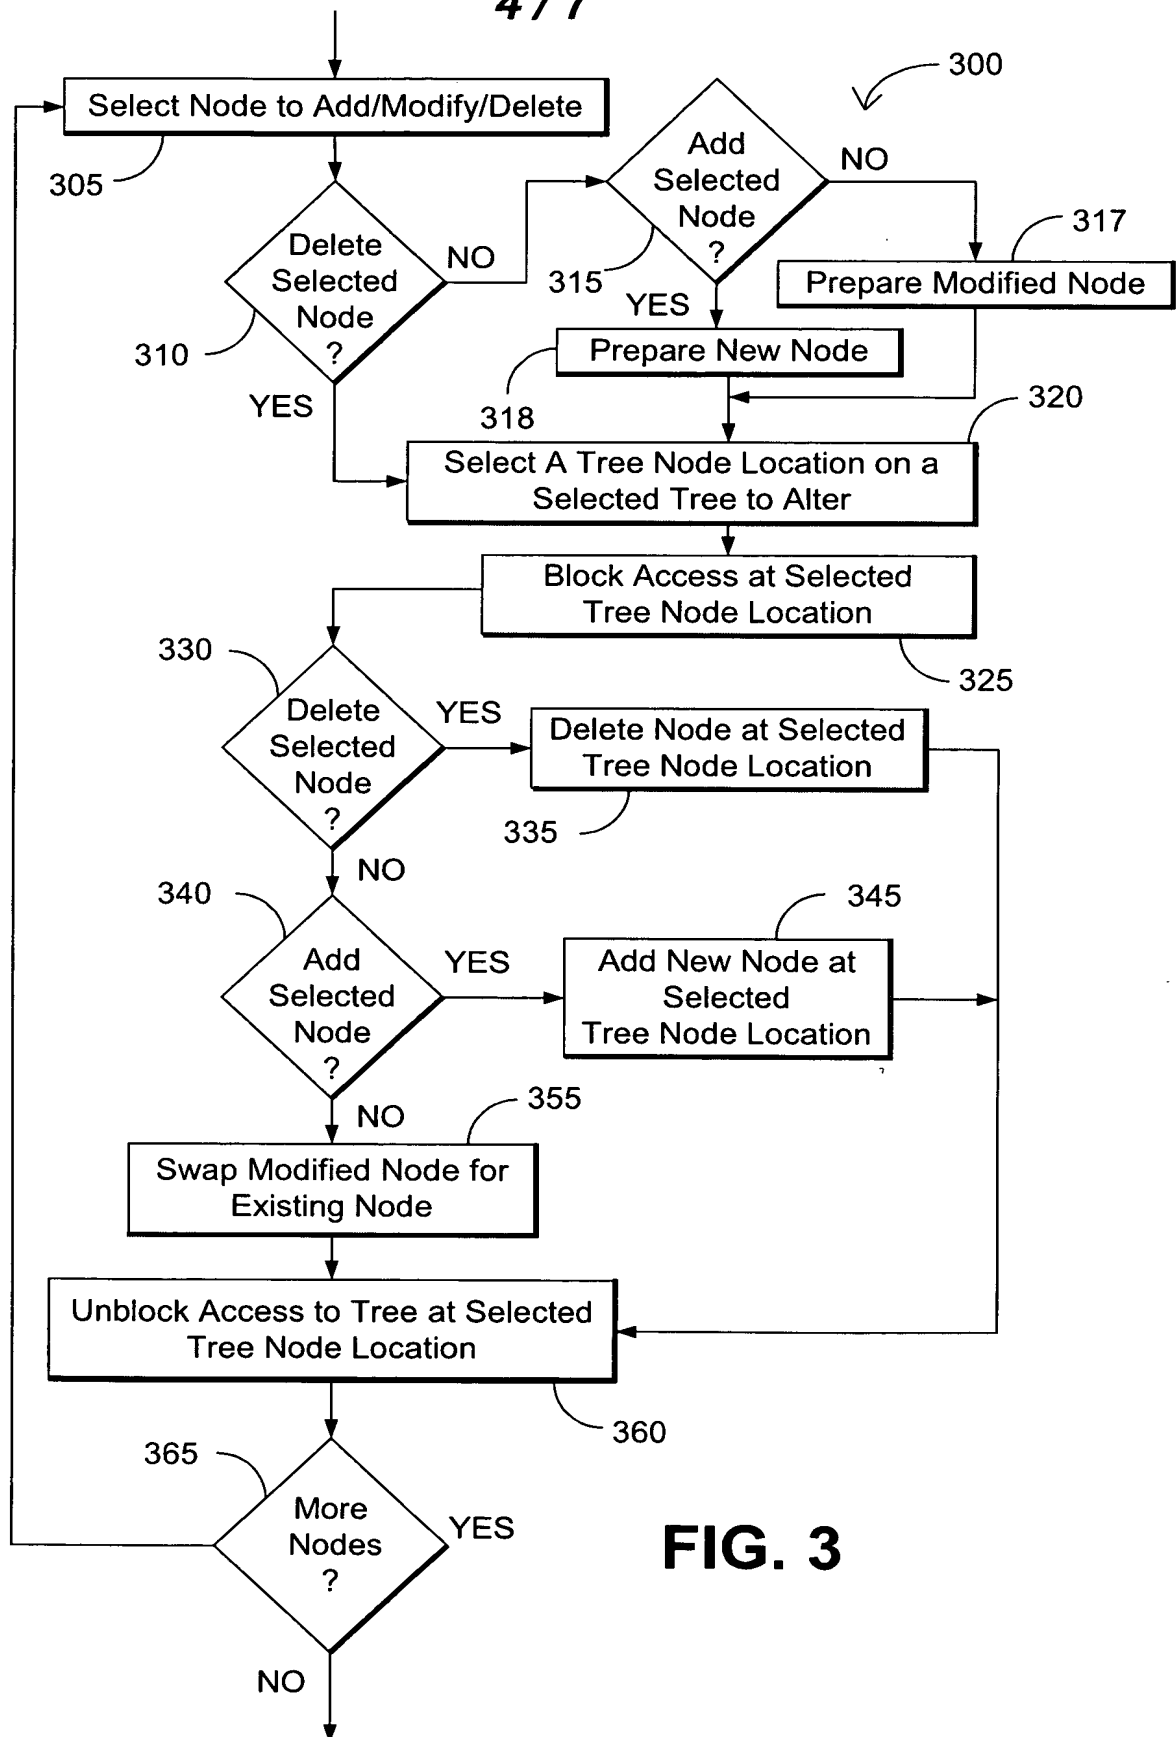 4/7
300
Select Node to Add/Modify/Delete
305
Add
Selected
Node
?
NO
315
YES
317
Prepare Modified Node
Delete
Selected
Node
?
NO
310
YES
Prepare New Node
318
320
Select A Tree Node Location on a
Selected Tree to Alter
Block Access at Selected
Tree Node Location
325
330
Delete
Selected
Node
?
YES
Delete Node at Selected
Tree Node Location
335
NO
340
Add
Selected
Node
?
YES
345
Add New Node at
Selected
Tree Node Location
NO
355
Swap Modified Node for
Existing Node
Unblock Access to Tree at Selected
Tree Node Location
360
365
More
Nodes
?
YES
NO
FIG. 3